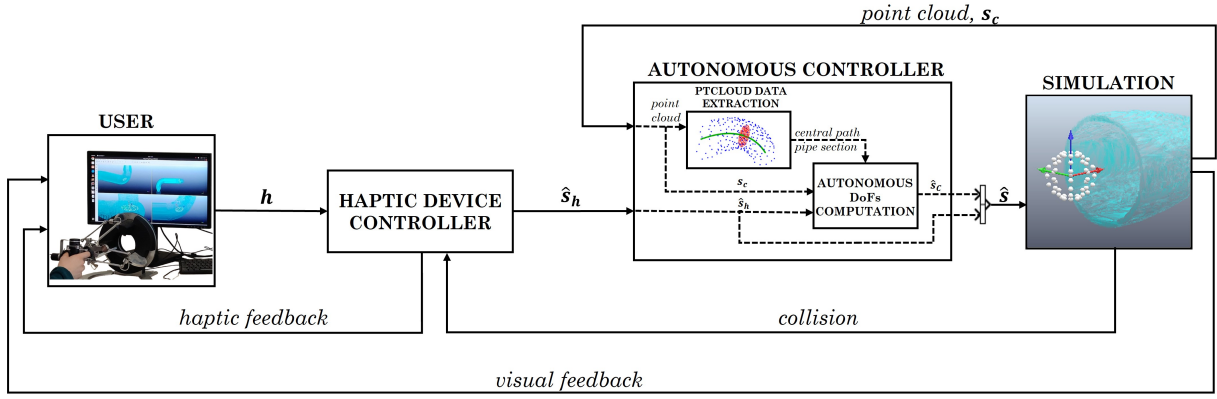 point cloud, s_c
AUTONOMOUS CONTROLLER
SIMULATION
PTCLOUD DATA
EXTRACTION
point
cloud
central path
pipe section
USER
s_c
ŝ_c
AUTONOMOUS
DoFs
COMPUTATION
h
HAPTIC DEVICE
CONTROLLER
ŝ_h
ŝ_h
ŝ
haptic feedback
collision
visual feedback